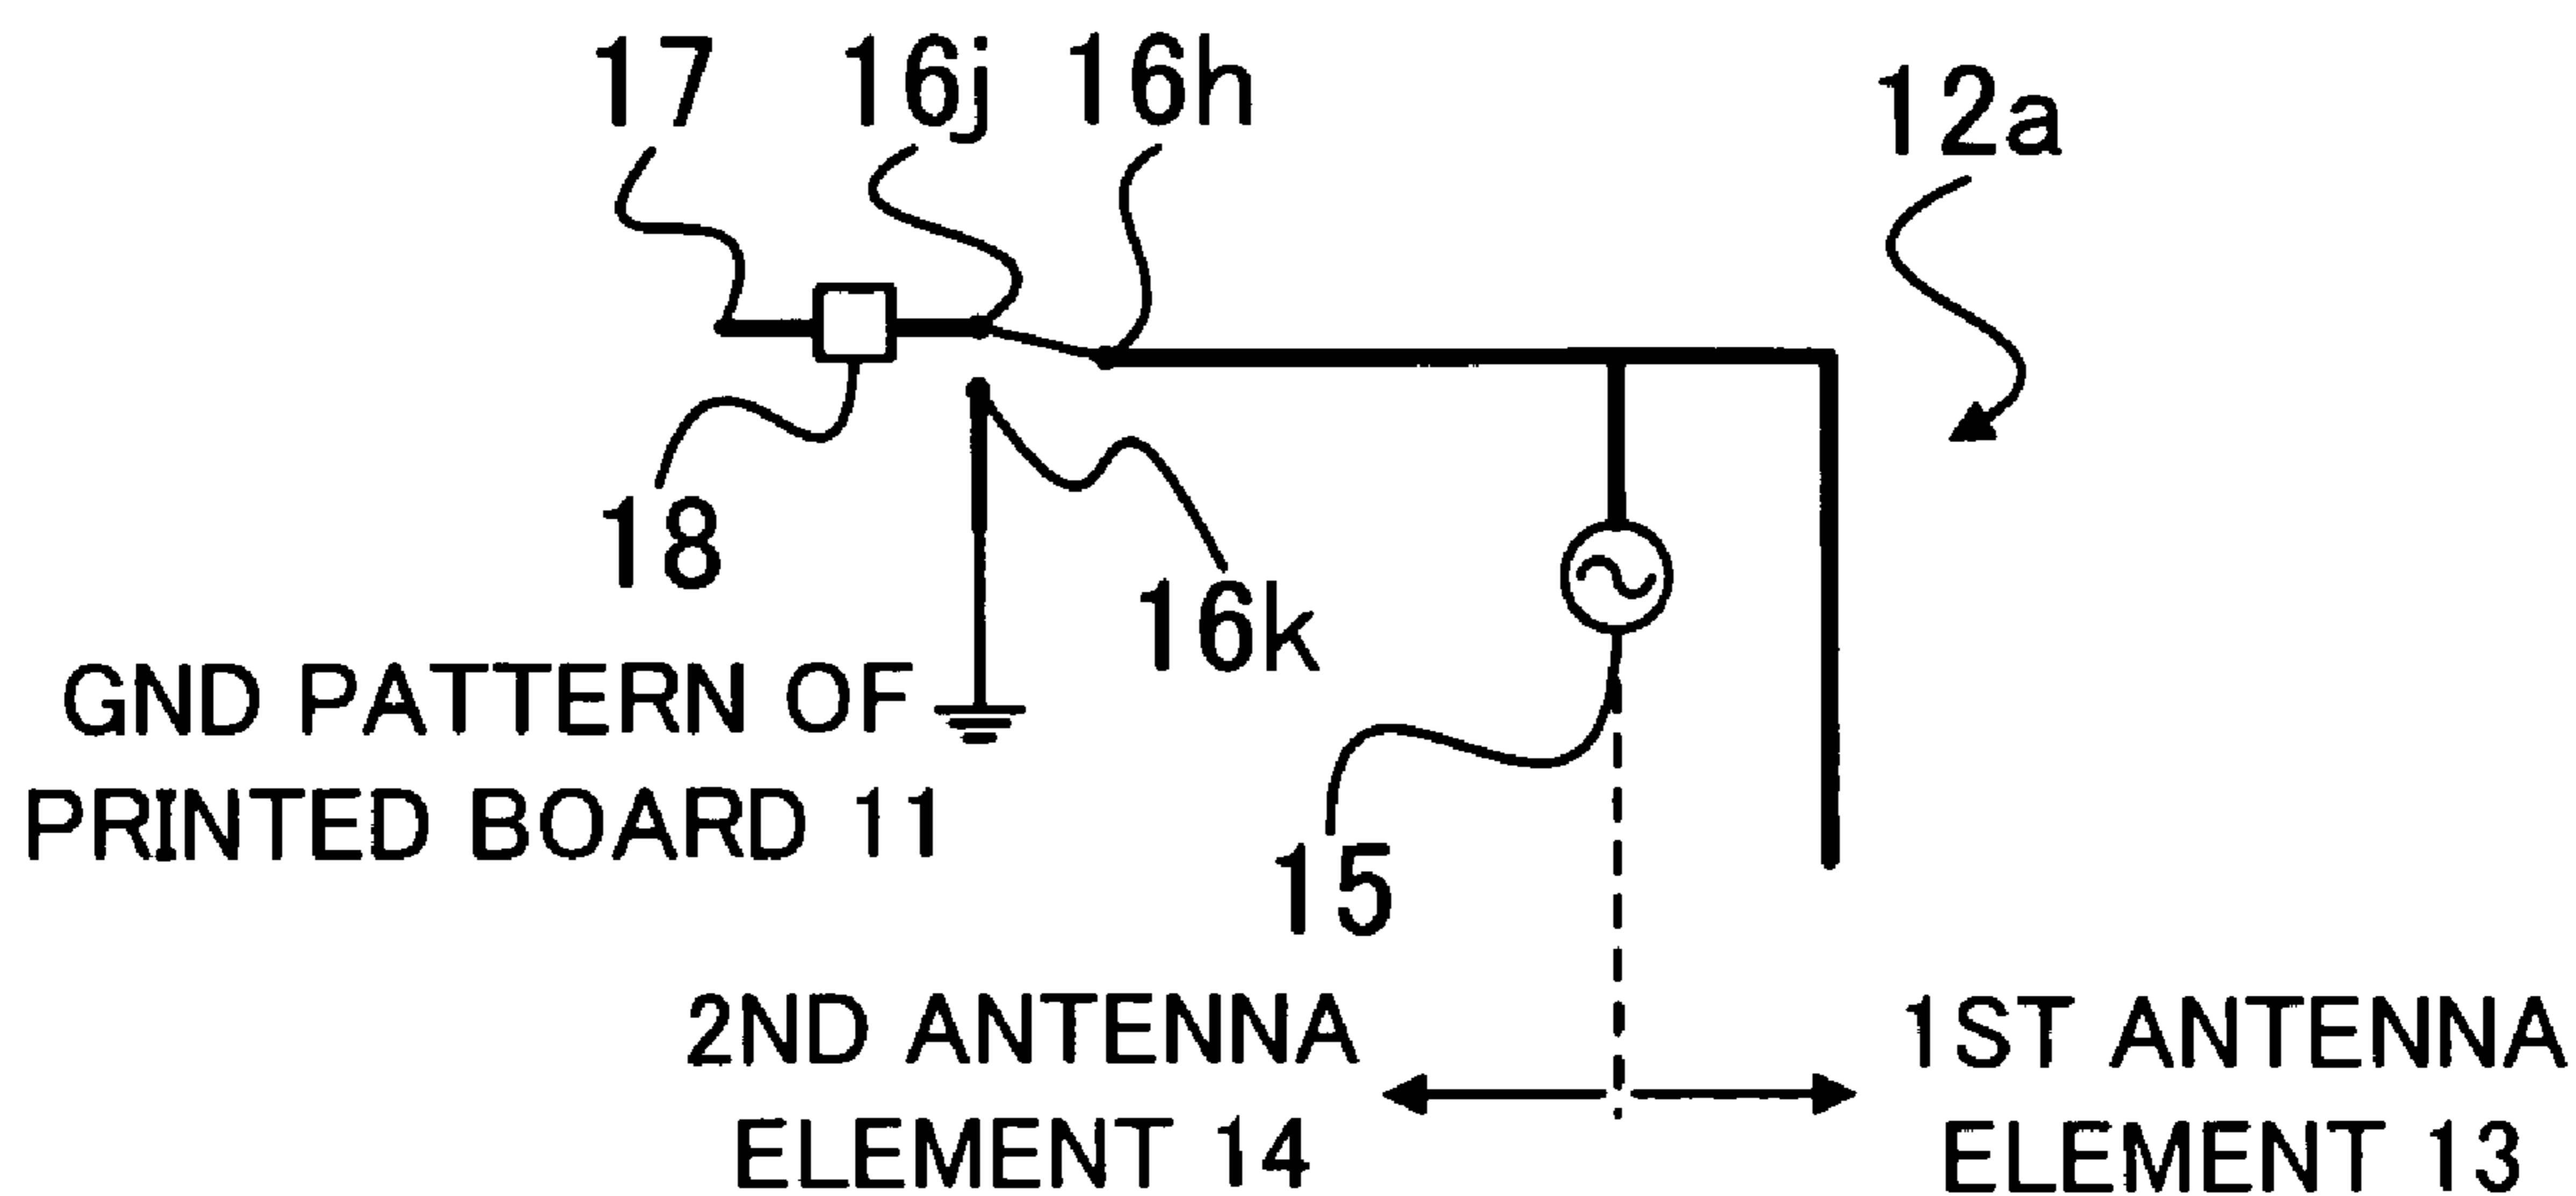 17 16j 16h
12a
18
16k
GND PATTERN OF
PRINTED BOARD 11
15
2ND ANTENNA
ELEMENT 14
1ST ANTENNA
ELEMENT 13